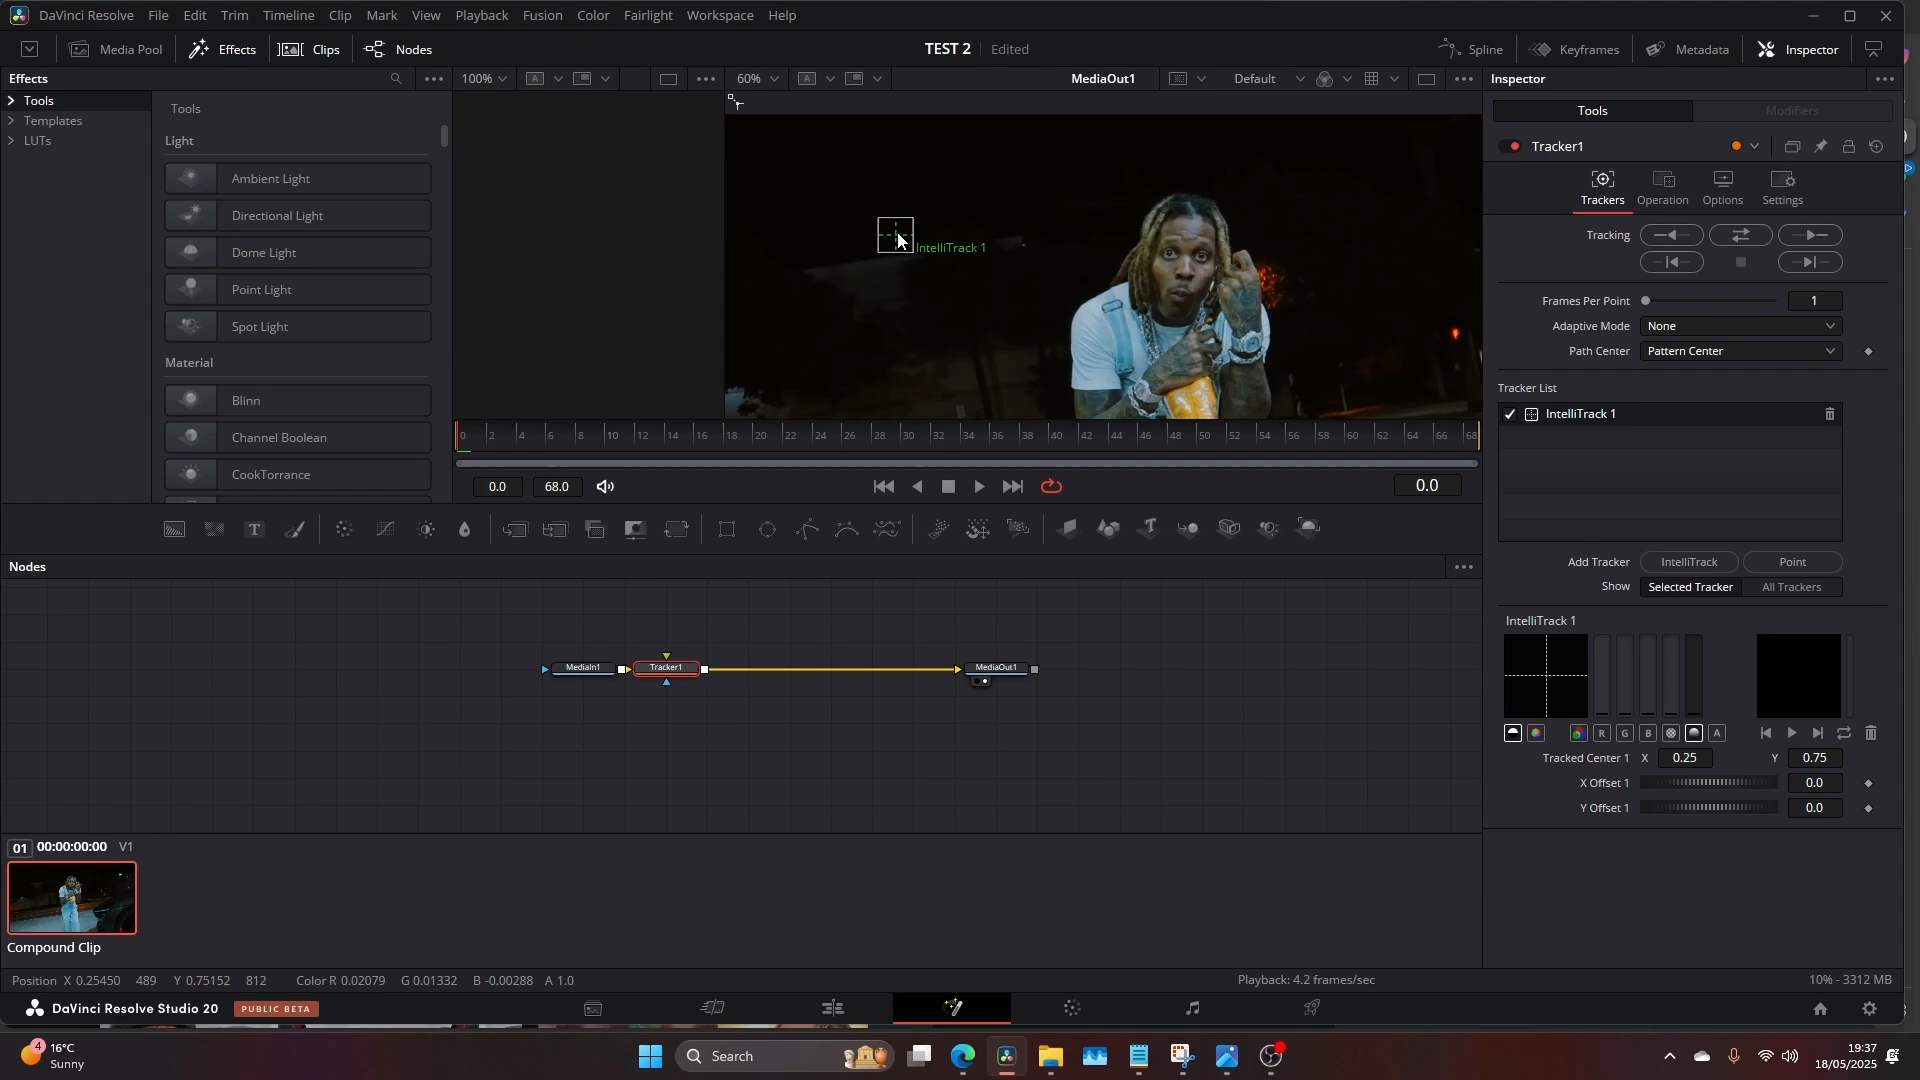 DaVinci Resolve File Edit Trim Timeline Clip Mark View Playback Fusion Color Fairlight Workspace Help
Media Pool Effects Clips Nodes TEST 2 Edited Spline Keyframes Metadata Inspector
Effects 100% 60% MediaOut1 Default Inspector
Tools
Templates
LUTs
Tools
Light
Ambient Light
Directional Light
Dome Light
Point Light
Spot Light
Material
Blinn
Channel Boolean
CookTorrance
IntelliTrack 1
0 2 4 6 8 10 12 14 16 18 20 22 24 26 28 30 32 34 36 38 40 42 44 46 48 50 52 54 56 58 60 62 64 66 68
0.0 68.0 0.0
T
Nodes
MediaIn1 Tracker1 MediaOut1
Tools Modifiers
Tracker1
Trackers Operation Options Settings
Tracking
Frames Per Point 1
Adaptive Mode None
Path Center Pattern Center
Tracker List
IntelliTrack 1
Add Tracker IntelliTrack Point
Show Selected Tracker All Trackers
IntelliTrack 1
R G B A
Tracked Center 1 X 0.25 Y 0.75
X Offset 1 0.0
Y Offset 1 0.0
01 00:00:00:00 V1
Compound Clip
Position X 0.25450 489 Y 0.75152 812 Color R 0.02079 G 0.01332 B -0.00288 A 1.0 Playback: 4.2 frames/sec 10% - 3312 MB
DaVinci Resolve Studio 20 PUBLIC BETA
4 16°C
Sunny
Search
19:37
18/05/2025